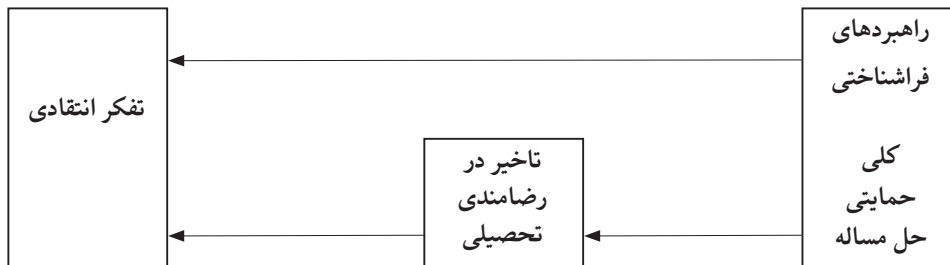 راهبردهای
فراشناختی
کلی
حمایتی
حل مساله
تاخیر در
رضامندی
تحصیلی
تفکر انتقادی